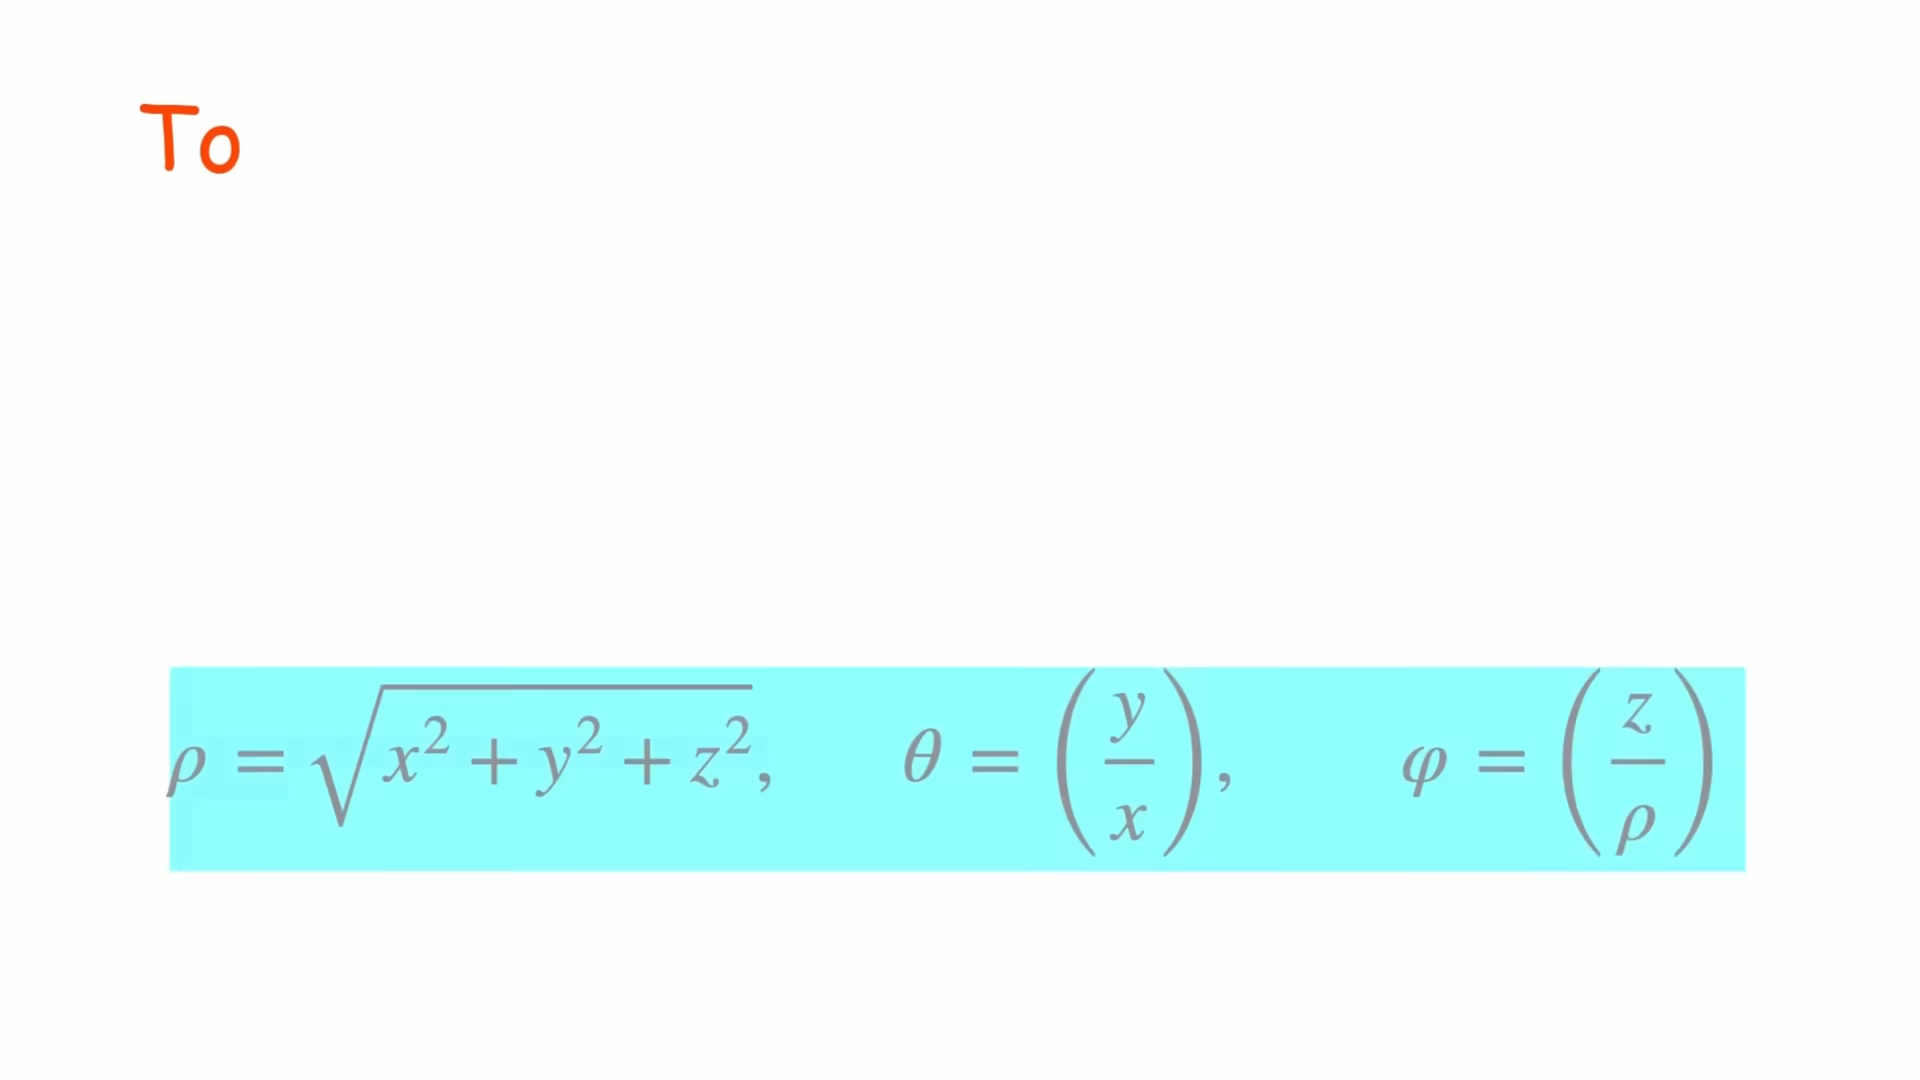 To
ρ = √(x² + y² + z²), θ = (y/x), φ = (z/ρ)